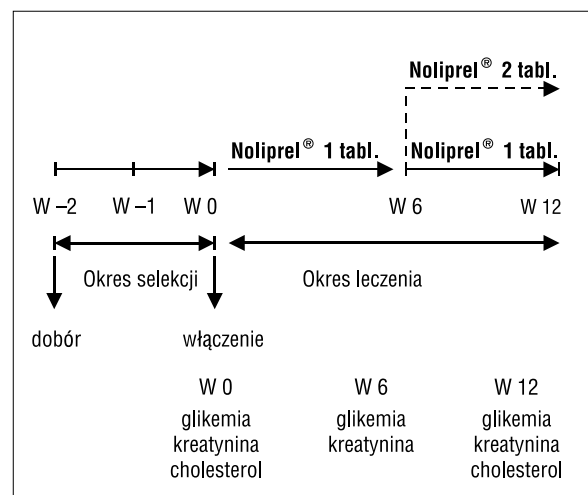 Noliprel® 2 tabl.
Noliprel® 1 tabl. Noliprel® 1 tabl.
W –2 W –1 W 0 W 6 W 12
Okres selekcji Okres leczenia
dobór włączenie
W 0 W 6 W 12
glikemia glikemia glikemia
kreatynina kreatynina kreatynina
cholesterol cholesterol